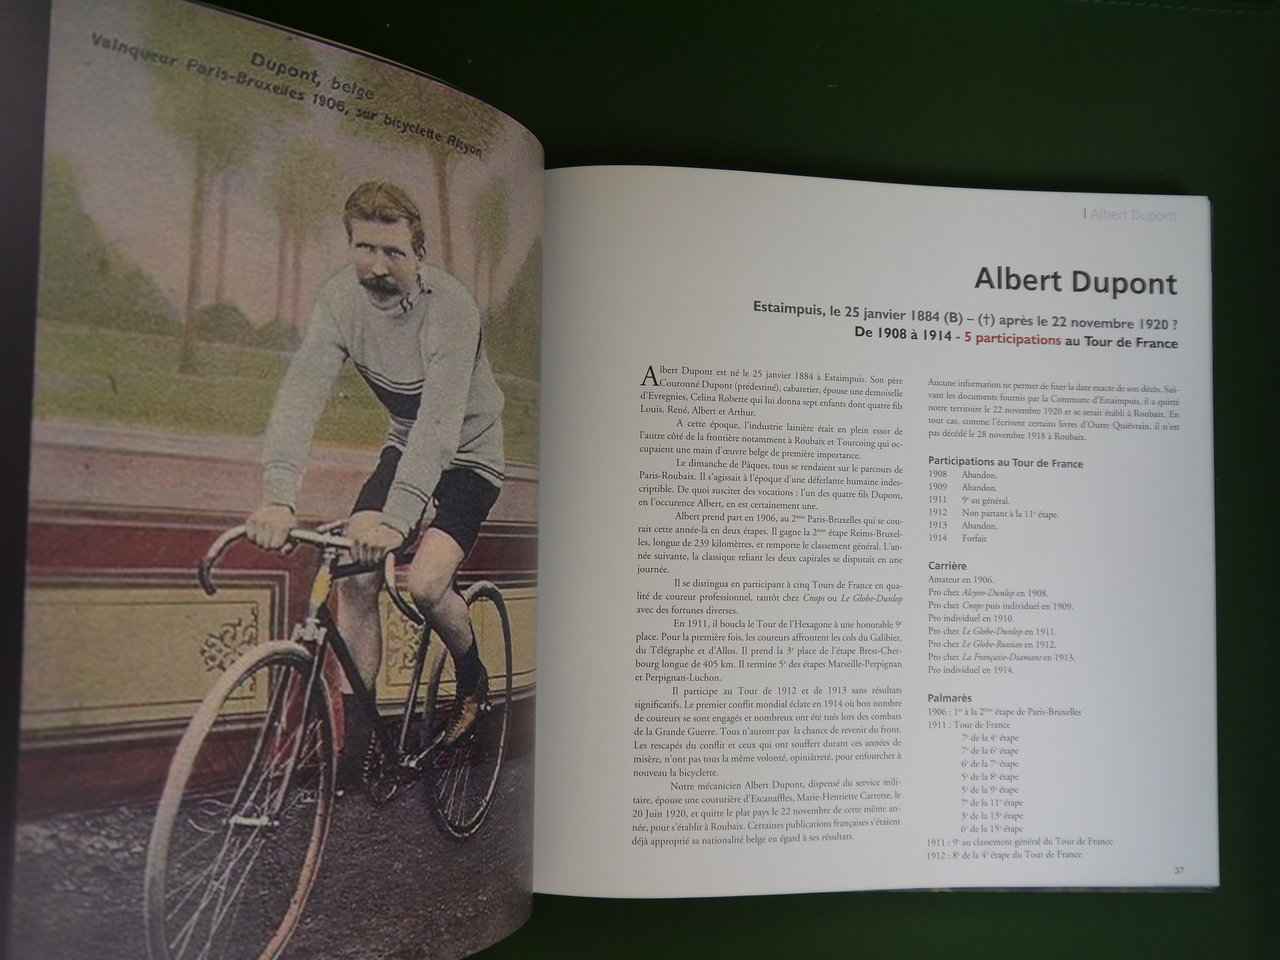 Dupont, belge
Vainqueur Paris-Bruxelles 1906, sur bicyclette Alcyon
| Albert Dupont
Albert Dupont
Estaimpuis, le 25 janvier 1884 (B) – (†) après le 22 novembre 1920 ?
De 1908 à 1914 - 5 participations au Tour de France
Albert Dupont est né le 25 janvier 1884 à Estaimpuis. Son père
Couronné Dupont (prédestiné), cabaretier, épouse une demoiselle
d'Evregnies, Celina Robette qui lui donna sept enfants dont quatre fils
Louis, René, Albert et Arthur.
A cette époque, l'industrie lainière était en plein essor de
l'autre côté de la frontière notamment à Roubaix et Tourcoing qui oc-
cupaient une main d'œuvre belge de première importance.
Le dimanche de Pâques, tous se rendaient sur le parcours de
Paris-Roubaix. Il s'agissait à l'époque d'une déferlante humaine indes-
criptible. De quoi susciter des vocations : l'un des quatre fils Dupont,
en l'occurence Albert, en est certainement une.
Albert prend part en 1906, au 2ème Paris-Bruxelles qui se cou-
rait cette année-là en deux étapes. Il gagne la 2ème étape Reims-Bruxel-
les, longue de 239 kilomètres, et remporte le classement général. L'an-
née suivante, la classique reliant les deux capitales se disputait en une
journée.
Il se distingua en participant à cinq Tours de France en qua-
lité de coureur professionnel, tantôt chez Cnops ou Le Globe-Dunlop
avec des fortunes diverses.
En 1911, il boucla le Tour de l'Hexagone à une honorable 9e
place. Pour la première fois, les coureurs affrontent les cols du Galibier,
du Télégraphe et d'Allos. Il prend la 3e place de l'étape Brest-Cher-
bourg longue de 405 km. Il termine 5e des étapes Marseille-Perpignan
et Perpignan-Luchon.
Il participe au Tour de 1912 et de 1913 sans résultats
significatifs. Le premier conflit mondial éclate en 1914 où bon nombre
de coureurs se sont engagés et nombreux ont été tués lors des combats
de la Grande Guerre. Tous n'auront pas la chance de revenir du front.
Les rescapés du conflit et ceux qui ont souffert durant ces années de
misère, n'ont pas tous la même volonté, opiniâtreté, pour enfourcher à
nouveau la bicyclette.
Notre mécanicien Albert Dupont, dispensé du service mili-
taire, épouse une couturière d'Escanaffles, Marie-Henriette Carrette, le
20 Juin 1920, et quitte le plat pays le 22 novembre de cette même an-
née, pour s'établir à Roubaix. Certaines publications françaises s'étaient
déjà approprié sa nationalité belge eu égard à ses résultats.
Aucune information ne permet de fixer la date exacte de son décès. Sui-
vant les documents fournis par la Commune d'Estaimpuis, il a quitté
notre territoire le 22 novembre 1920 et se serait établi à Roubaix. En
tout cas, comme l'écrivent certains livres d'Outre Quiévrain, il n'est
pas décédé le 28 novembre 1918 à Roubaix.
Participations au Tour de France
1908 Abandon.
1909 Abandon.
1911 9e au général.
1912 Non partant à la 11e étape.
1913 Abandon.
1914 Forfait
Carrière
Amateur en 1906.
Pro chez Alcyon-Dunlop en 1908.
Pro chez Cnops puis individuel en 1909.
Pro individuel en 1910.
Pro chez Le Globe-Dunlop en 1911.
Pro chez Le Globe-Russian en 1912.
Pro chez La Française-Diamant en 1913.
Pro individuel en 1914.
Palmarès
1906 : 1er à la 2ème étape de Paris-Bruxelles
1911 : Tour de France
7e de la 4e étape
7e de la 6e étape
6e de la 7e étape
5e de la 8e étape
5e de la 9e étape
7e de la 11e étape
3e de la 13e étape
6e de la 15e étape
1911 : 9e au classement général du Tour de France
1912 : 8e de la 4e étape du Tour de France
37